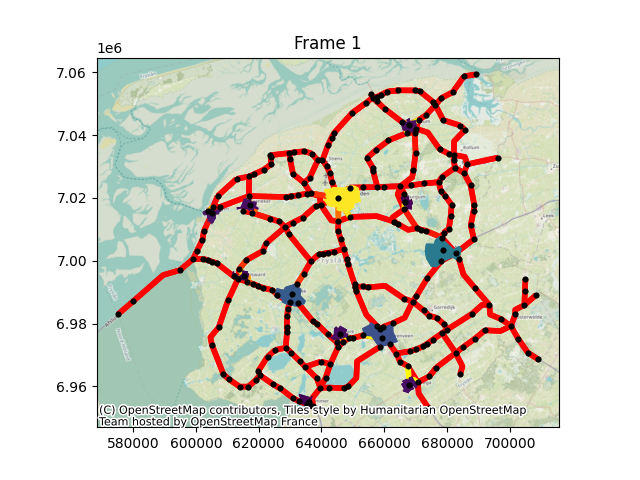 Frame 1
1e6
7.06
7.04
7.02
7.00
6.98
6.96
(C) OpenStreetMap contributors, Tiles style by Humanitarian OpenStreetMap
Team hosted by OpenStreetMap France
580000 600000 620000 640000 660000 680000 700000